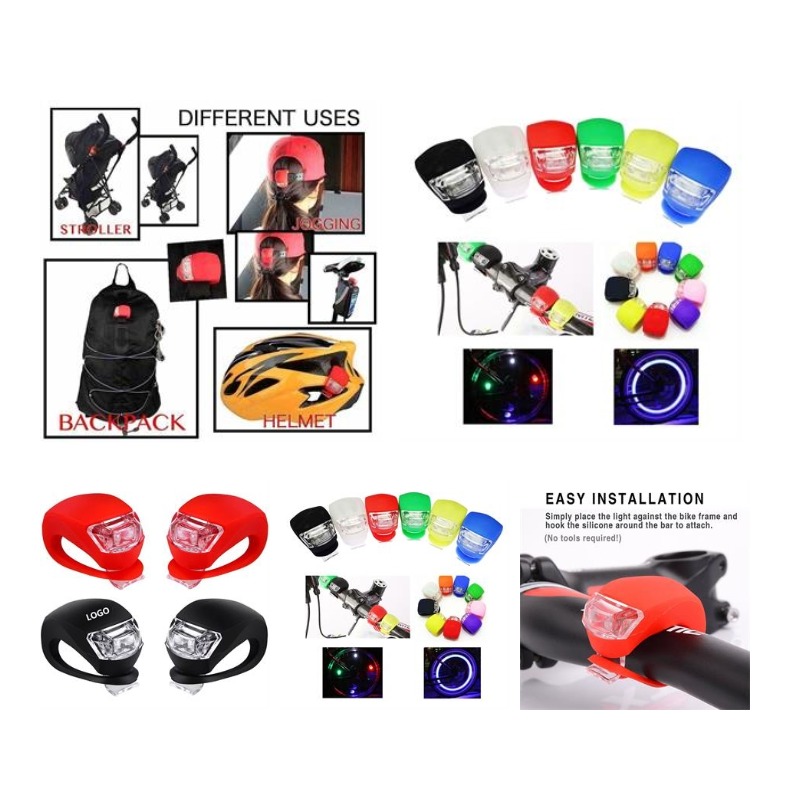 DIFFERENT USES
STROLLER
JOGGING
BACKPACK
HELMET
LOGO
EASY INSTALLATION
Simply place the light against the bike frame and
hook the silicone around the bar to attach.
(No tools required!)